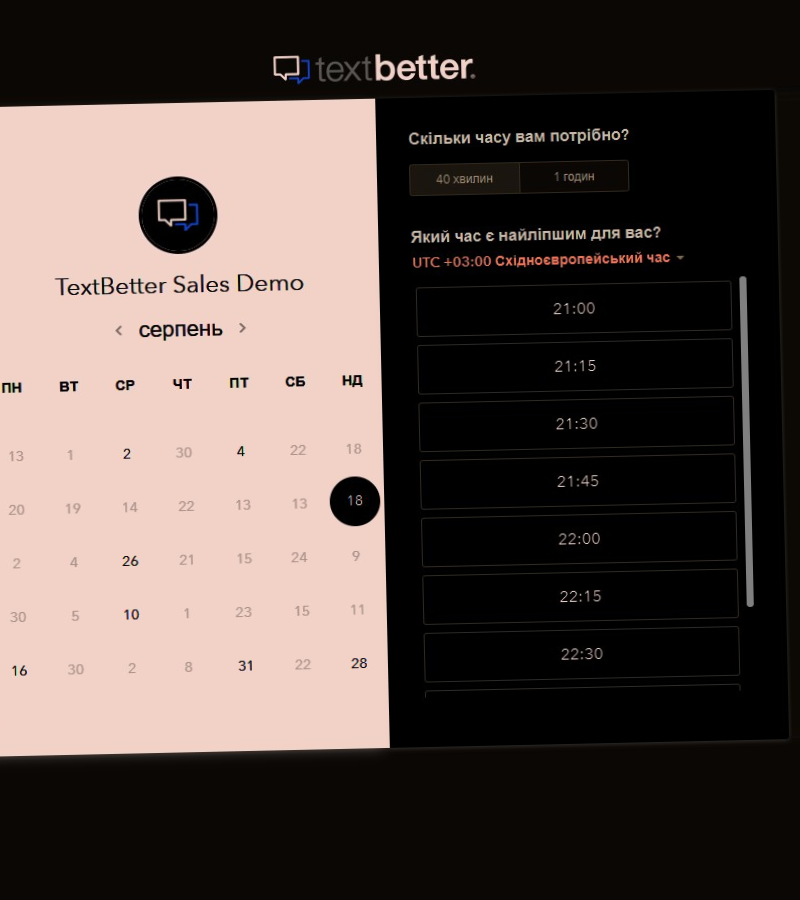 textbetter.
TextBetter Sales Demo
серпень
ПН ВТ СР ЧТ ПТ СБ НД
13 1 2 30 4 22 18
20 19 14 22 13 13 18
2 4 26 21 15 24 9
30 5 10 1 23 15 11
16 30 2 8 31 22 28
Скільки часу вам потрібно?
40 хвилин 1 годин
Який час є найліпшим для вас?
UTC +03:00 Східноєвропейський час
21:00
21:15
21:30
21:45
22:00
22:15
22:30